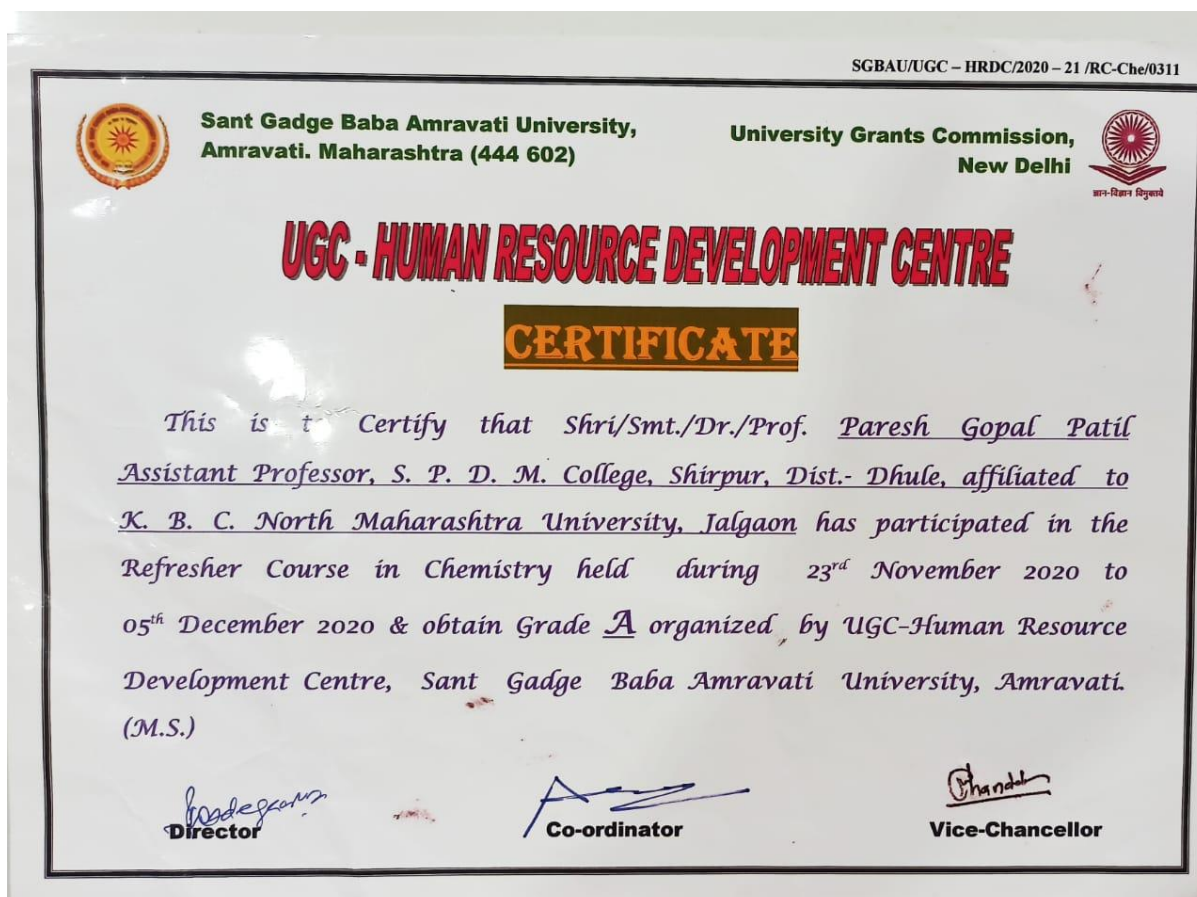 SGBAU/UGC – HRDC/2020 – 21 /RC-Che/0311
Sant Gadge Baba Amravati University,
Amravati. Maharashtra (444 602)
University Grants Commission,
New Delhi
ज्ञान-विज्ञान विमुक्तये
UGC - HUMAN RESOURCE DEVELOPMENT CENTRE
CERTIFICATE
This is t Certify that Shri/Smt./Dr./Prof. Paresh Gopal Patil
Assistant Professor, S. P. D. M. College, Shirpur, Dist.- Dhule, affiliated to
K. B. C. North Maharashtra University, Jalgaon has participated in the
Refresher Course in Chemistry held during 23rd November 2020 to
05th December 2020 & obtain Grade A organized by UGC-Human Resource
Development Centre, Sant Gadge Baba Amravati University, Amravati.
(M.S.)
Director
Co-ordinator
Vice-Chancellor